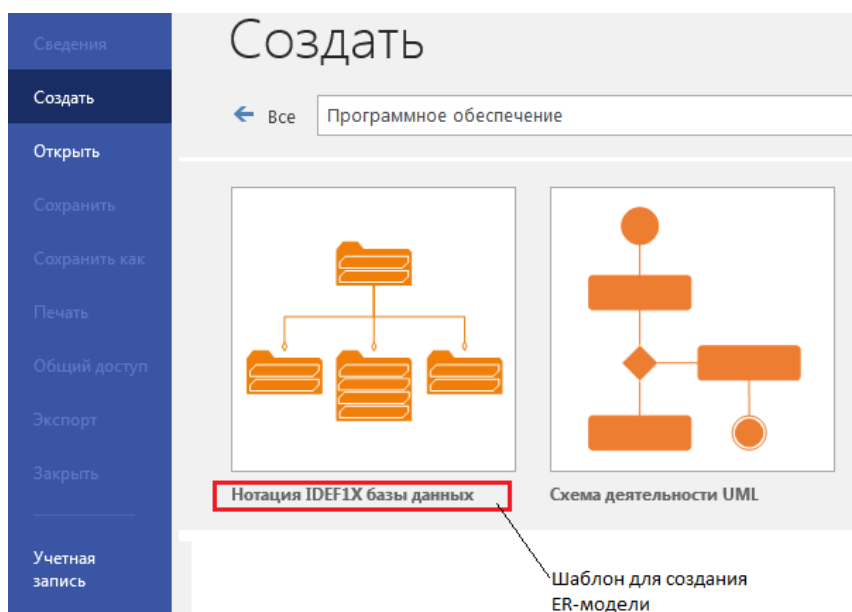 Сведения
Создать
Открыть
Сохранить
Сохранить как
Печать
Общий доступ
Экспорт
Закрыть
Учетная
запись
Создать
Все
Программное обеспечение
Нотация IDEF1X базы данных
Схема деятельности UML
Шаблон для создания
ER-модели